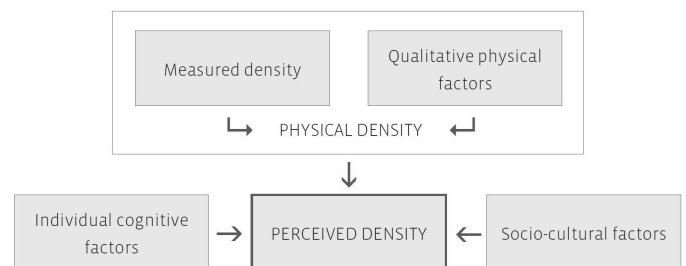 Measured density
Qualitative physical
factors
PHYSICAL DENSITY
Individual cognitive
factors
PERCEIVED DENSITY
Socio-cultural factors